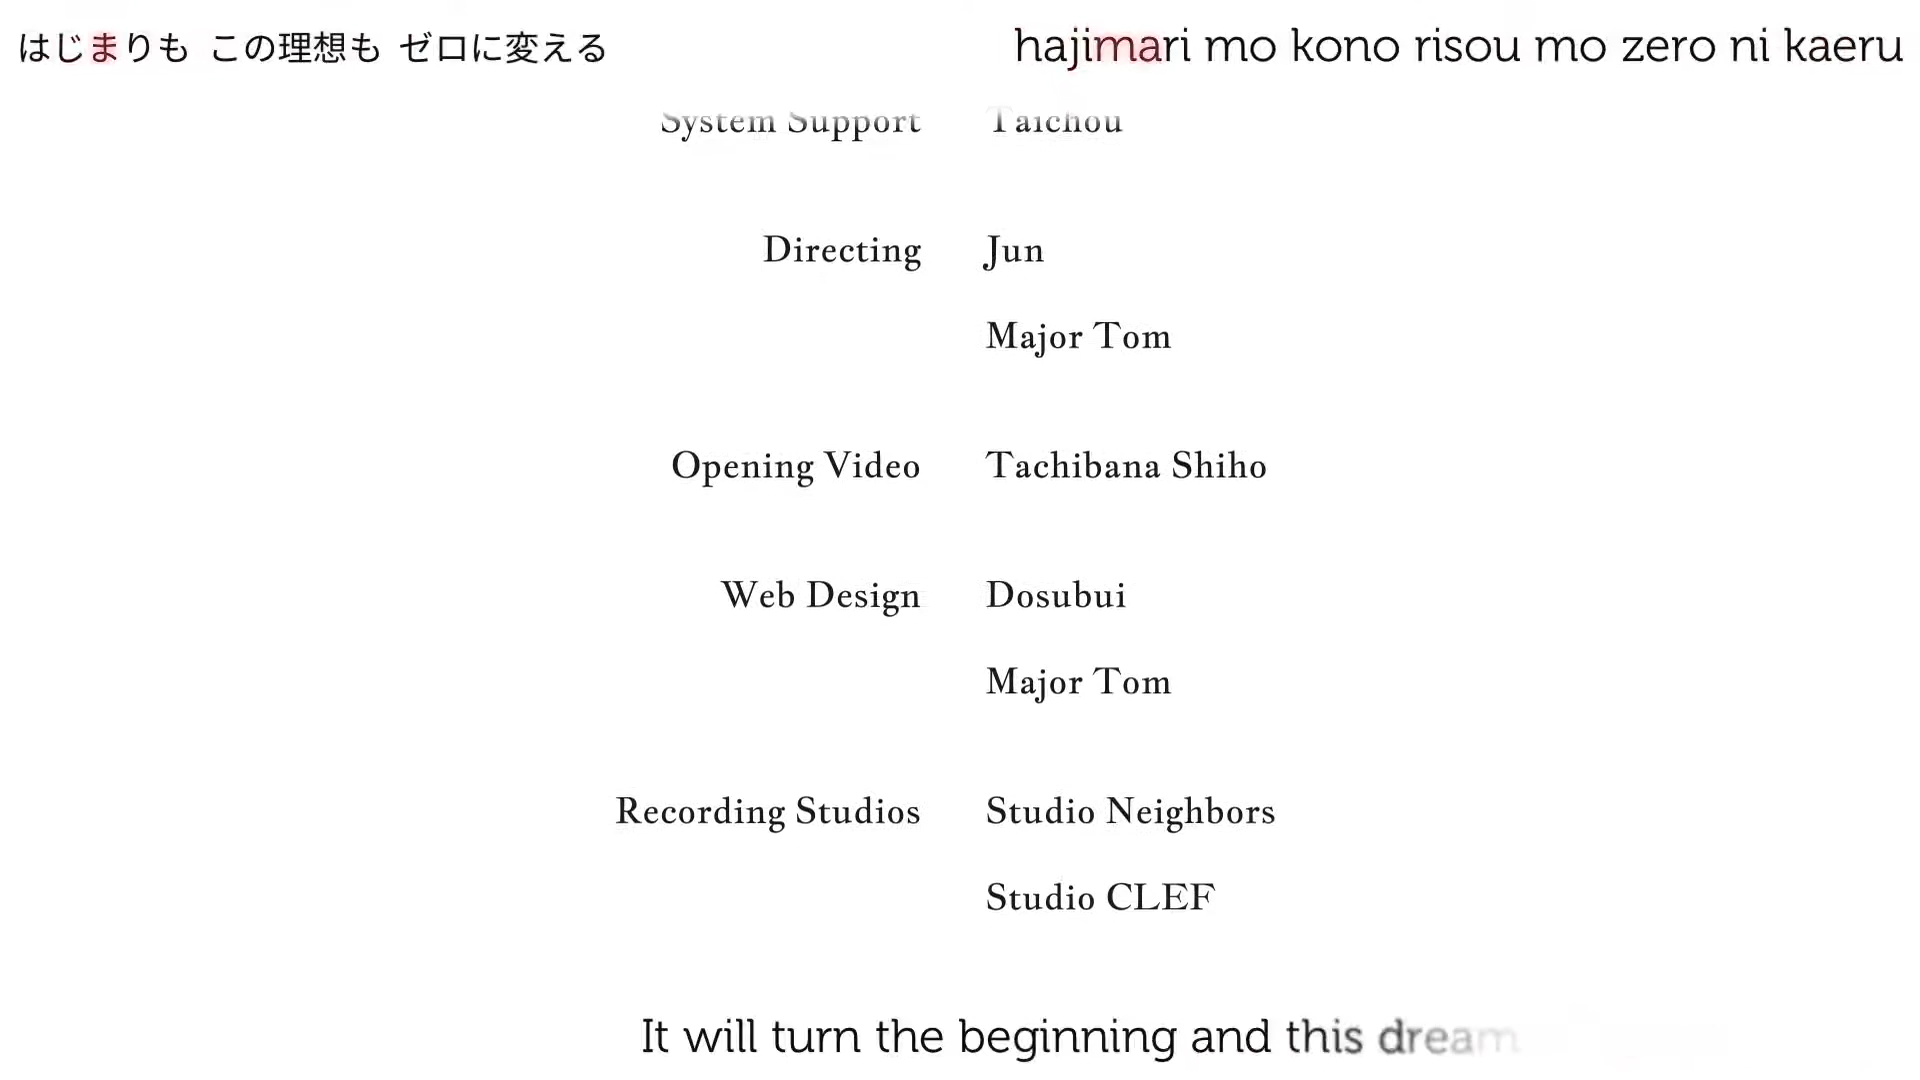 はじまりも この理想も ゼロに変える
hajimari mo kono risou mo zero ni kaeru
System Support Taichou
Directing Jun
Major Tom
Opening Video Tachibana Shiho
Web Design Dosubui
Major Tom
Recording Studios Studio Neighbors
Studio CLEF
It will turn the beginning and this dream